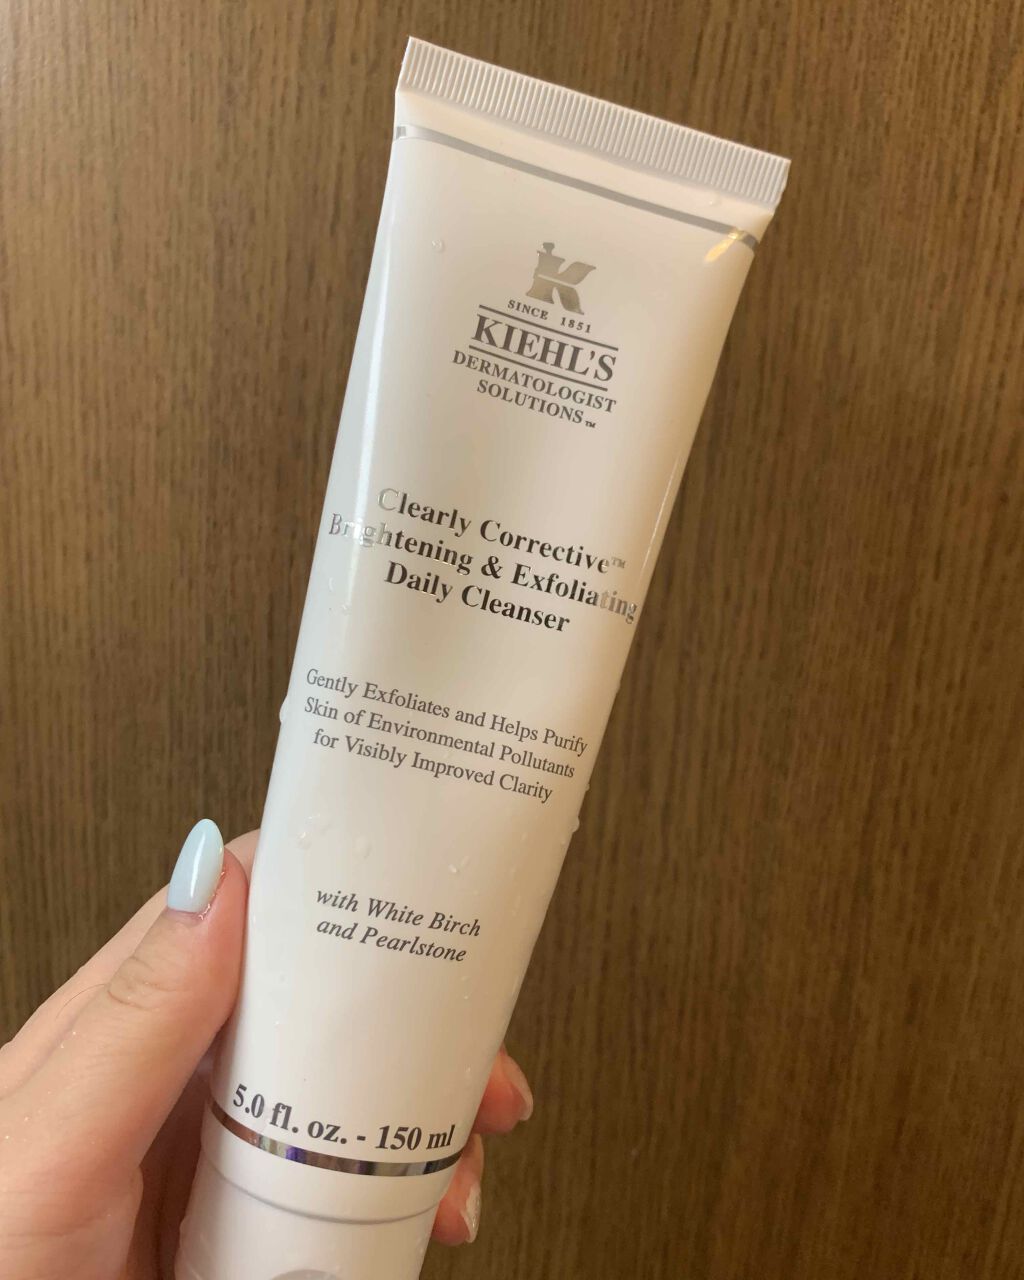 K
SINCE 1851
KIEHL'S
DERMATOLOGIST
SOLUTIONS™
Clearly Corrective™
Brightening & Exfoliating
Daily Cleanser
Gently Exfoliates and Helps Purify
Skin of Environmental Pollutants
for Visibly Improved Clarity
with White Birch
and Pearlstone
5.0 fl. oz. - 150 ml